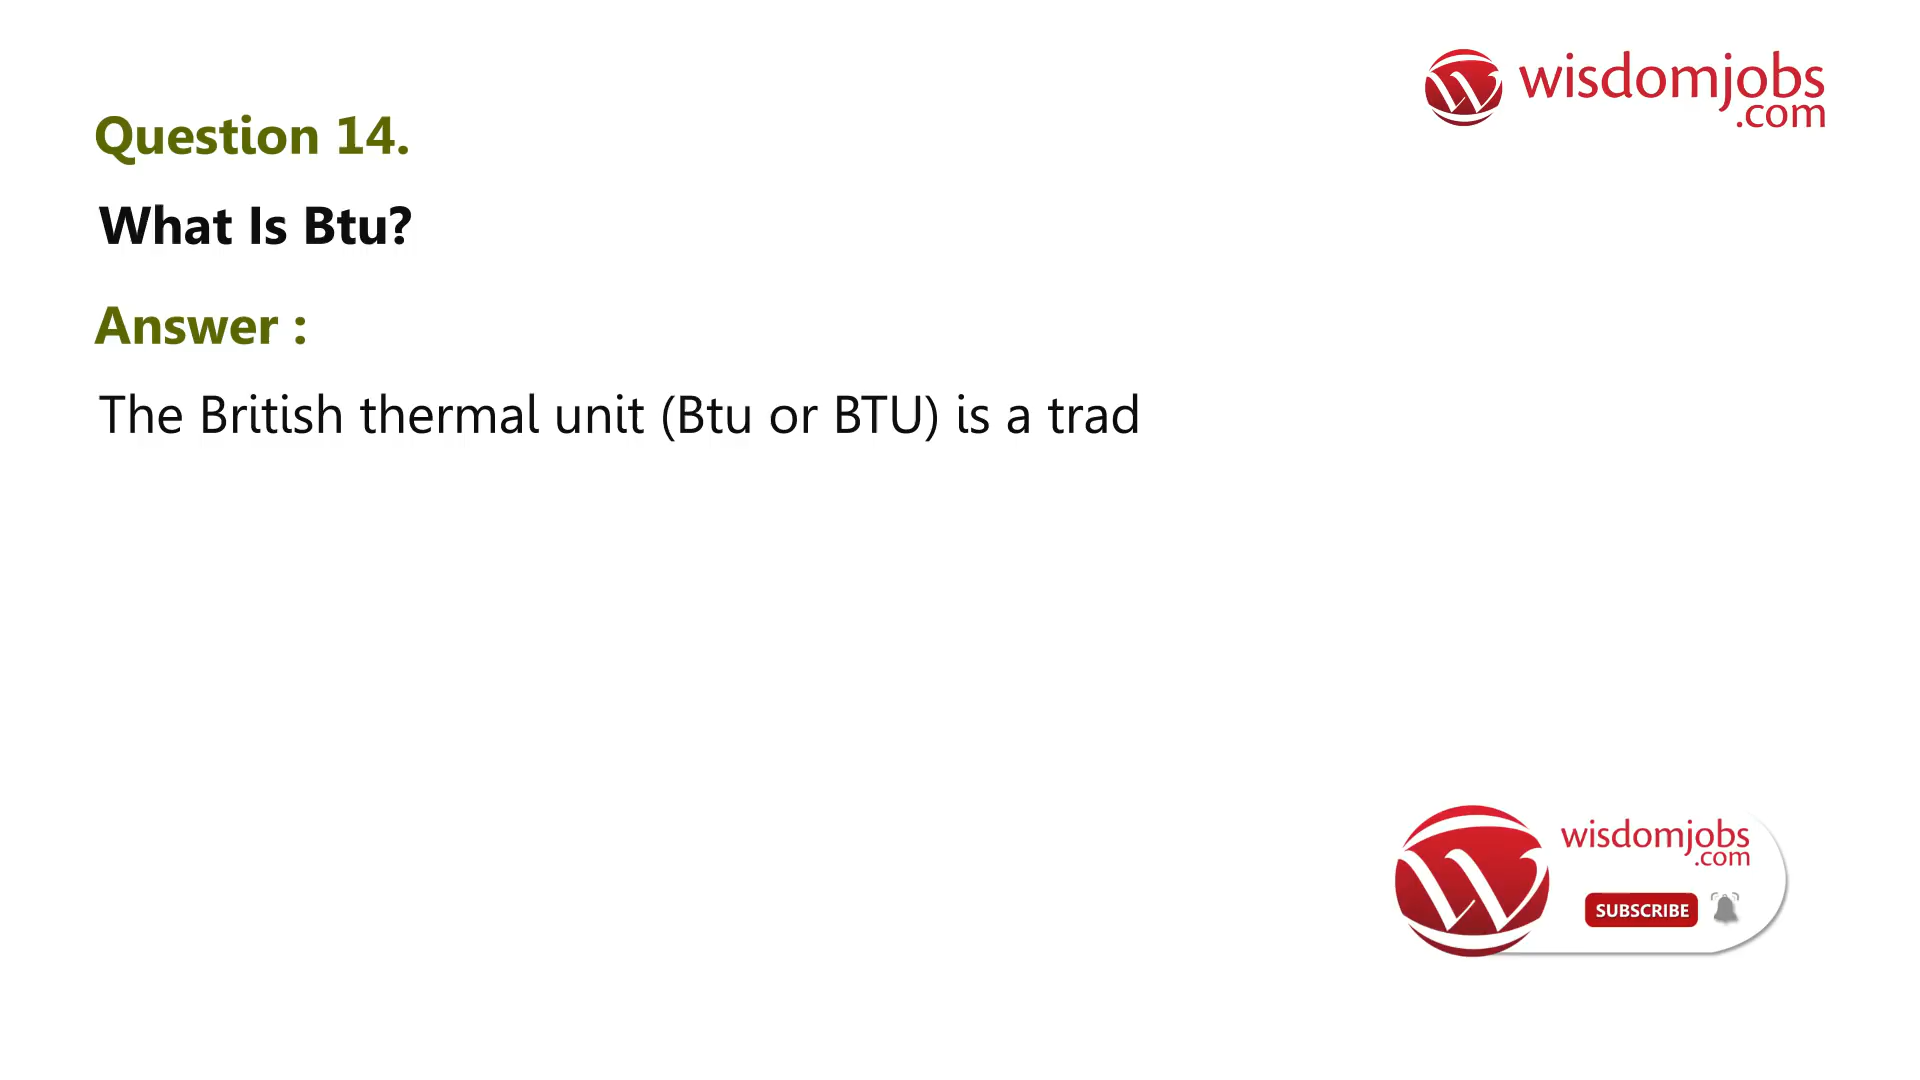 wisdomjobs
.com
Question 14.
What Is Btu?
Answer :
The British thermal unit (Btu or BTU) is a trad
wisdomjobs
.com
SUBSCRIBE